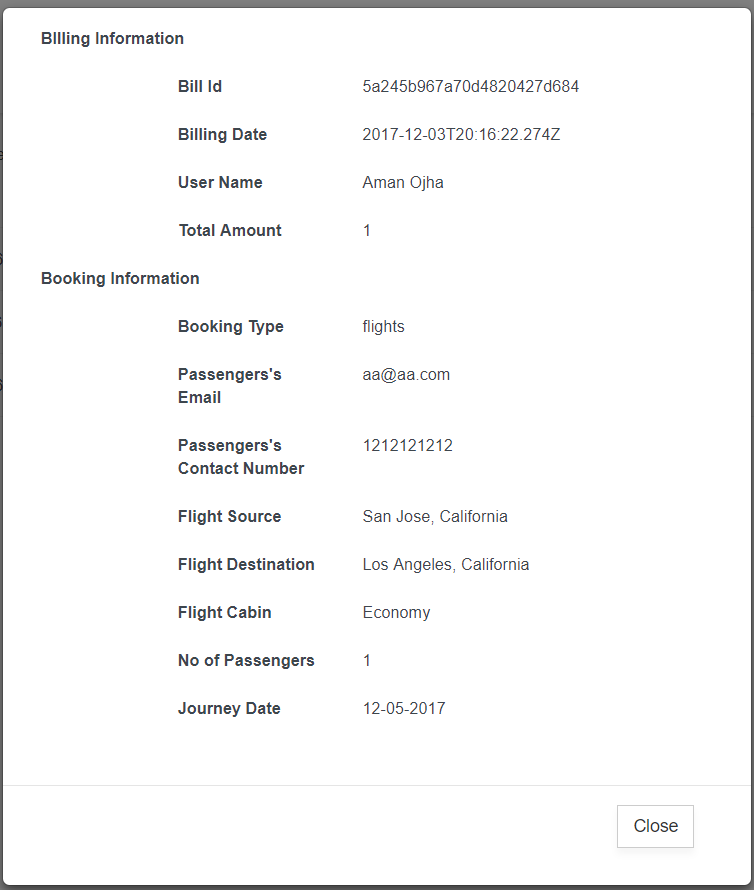 BIlling Information
Bill Id 5a245b967a70d4820427d684
Billing Date 2017-12-03T20:16:22.274Z
User Name Aman Ojha
Total Amount 1
Booking Information
Booking Type flights
Passengers's aa@aa.com
Email
Passengers's 1212121212
Contact Number
Flight Source San Jose, California
Flight Destination Los Angeles, California
Flight Cabin Economy
No of Passengers 1
Journey Date 12-05-2017
Close